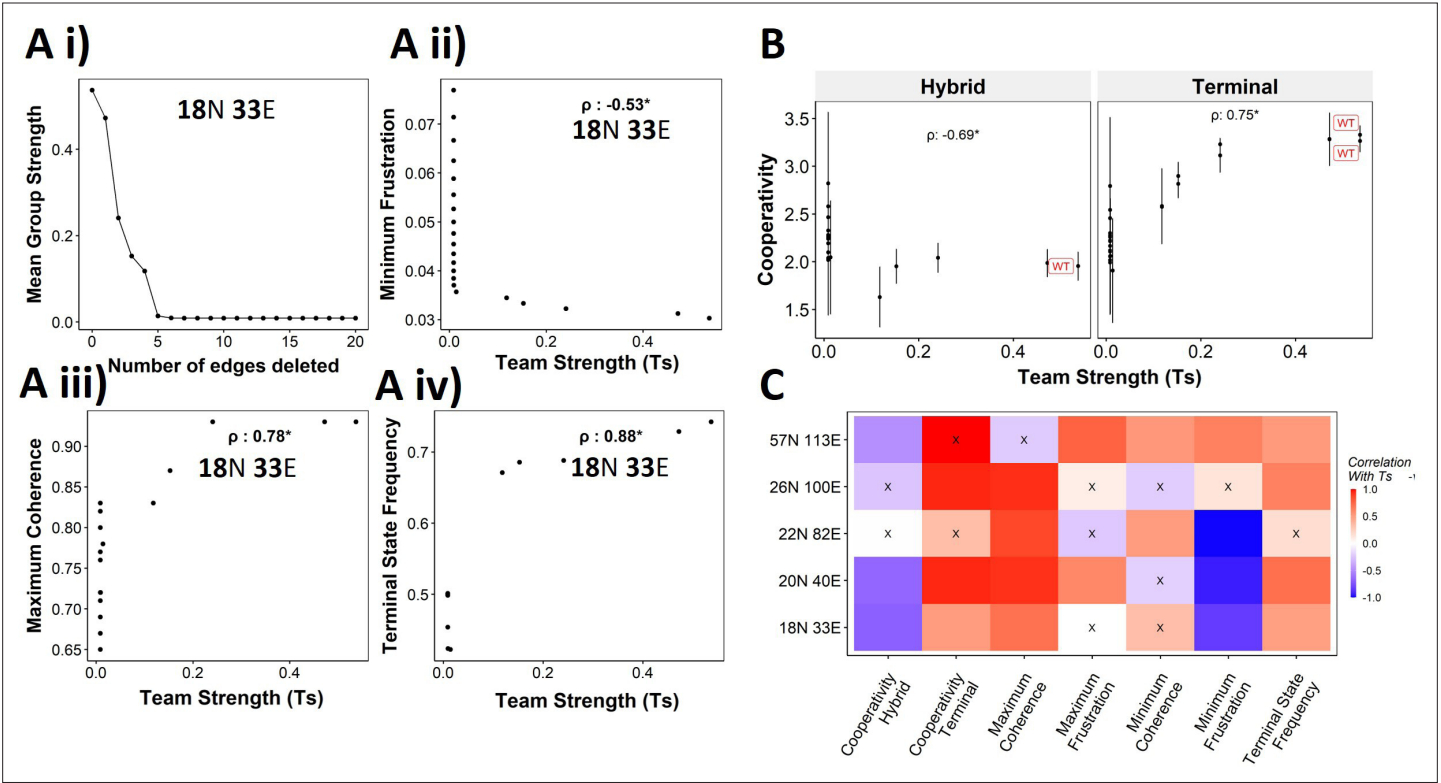 A i)
18N 33E
Mean Group Strength
0.4
0.2
0.0
0
5
10
15
20
Number of edges deleted
A ii)
ρ : -0.53*
18N 33E
Minimum Frustration
0.07
0.06
0.05
0.04
0.03
0.0
0.2
0.4
Team Strength (Ts)
A iii)
ρ : 0.78*
18N 33E
Maximum Coherence
0.90
0.85
0.80
0.75
0.70
0.65
0.0
0.2
0.4
Team Strength (Ts)
A iv)
ρ : 0.88*
18N 33E
Terminal State Frequency
0.7
0.6
0.5
0.0
0.2
0.4
Team Strength (Ts)
B
Hybrid
Terminal
ρ: -0.69*
ρ: 0.75*
WT
WT
WT
Cooperativity
3.5
3.0
2.5
2.0
1.5
0.0
0.2
0.4
0.0
0.2
0.4
Team Strength (Ts)
C
57N 113E
X
X
26N 100E
X
X
X
X
22N 82E
X
X
X
X
20N 40E
X
18N 33E
X
X
Cooperativity
Hybrid
Cooperativity
Terminal
Maximum
Coherence
Maximum
Frustration
Minimum
Coherence
Minimum
Frustration
Terminal State
Frequency
Correlation
With Ts
1.0
0.5
0.0
-0.5
-1.0